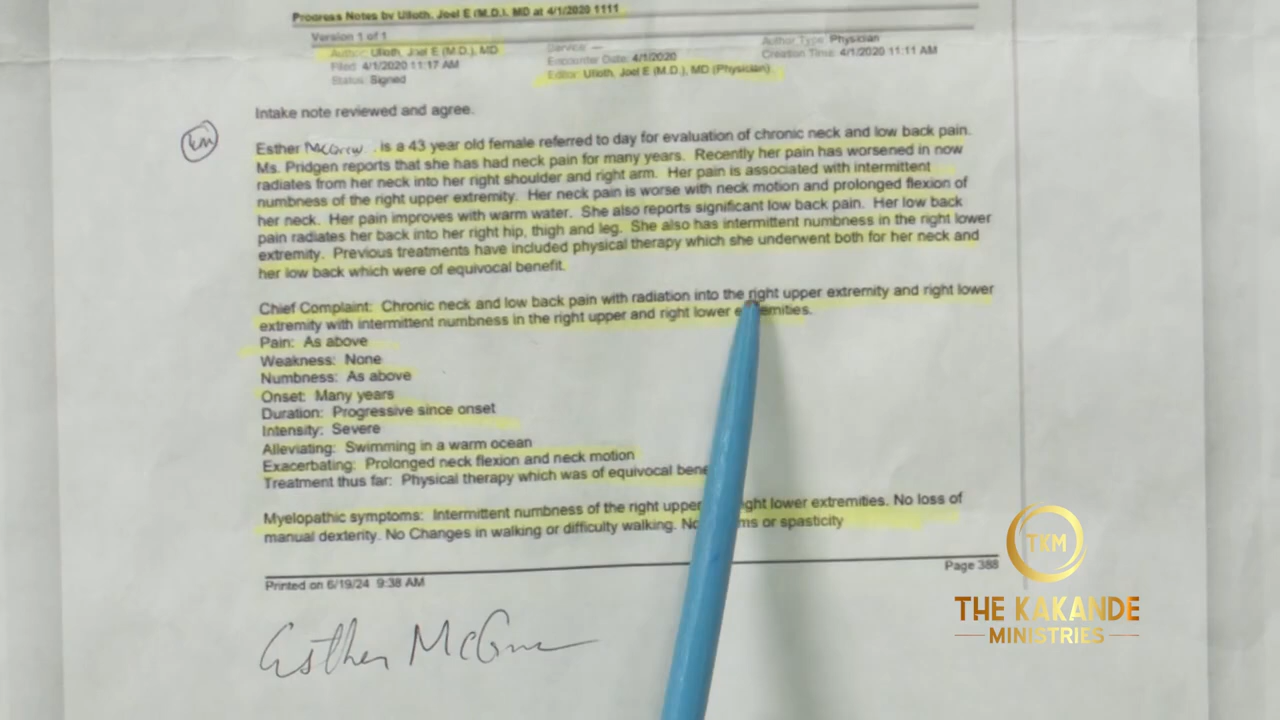 Progress Notes by Ulloth, Joel E (M.D.), MD at 4/1/2020 1111
Version 1 of 1
Author: Ulloth, Joel E (M.D.), MD
Service: —
Author Type: Physician
Filed: 4/1/2020 11:17 AM
Encounter Date: 4/1/2020
Creation Time: 4/1/2020 11:11 AM
Status: Signed
Editor: Ulloth, Joel E (M.D.), MD (Physician)
Intake note reviewed and agree.
Esther McGrew . is a 43 year old female referred to day for evaluation of chronic neck and low back pain.
Ms. Pridgen reports that she has had neck pain for many years. Recently her pain has worsened in now
radiates from her neck into her right shoulder and right arm. Her pain is associated with intermittent
numbness of the right upper extremity. Her neck pain is worse with neck motion and prolonged flexion of
her neck. Her pain improves with warm water. She also reports significant low back pain. Her low back
pain radiates her back into her right hip, thigh and leg. She also has intermittent numbness in the right lower
extremity. Previous treatments have included physical therapy which she underwent both for her neck and
her low back which were of equivocal benefit.
Chief Complaint: Chronic neck and low back pain with radiation into the right upper extremity and right lower
extremity with intermittent numbness in the right upper and right lower e emities.
Pain: As above
Weakness: None
Numbness: As above
Onset: Many years
Duration: Progressive since onset
Intensity: Severe
Alleviating: Swimming in a warm ocean
Exacerbating: Prolonged neck flexion and neck motion
Treatment thus far: Physical therapy which was of equivocal bene
Myelopathic symptoms: Intermittent numbness of the right upper ght lower extremities. No loss of
manual dexterity. No Changes in walking or difficulty walking. No ms or spasticity
Printed on 6/19/24 9:38 AM
Page 388
Esther McGrew
TKM
THE KAKANDE
MINISTRIES